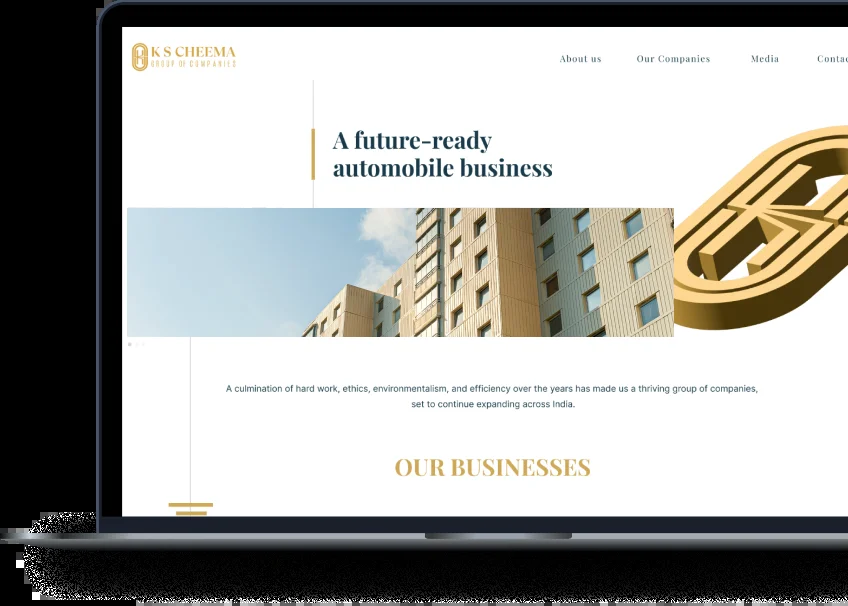 K S CHEEMA
GROUP OF COMPANIES
About us Our Companies Media
A future-ready
automobile business
A culmination of hard work, ethics, environmentalism, and efficiency over the years has made us a thriving group of companies,
set to continue expanding across India.
OUR BUSINESSES